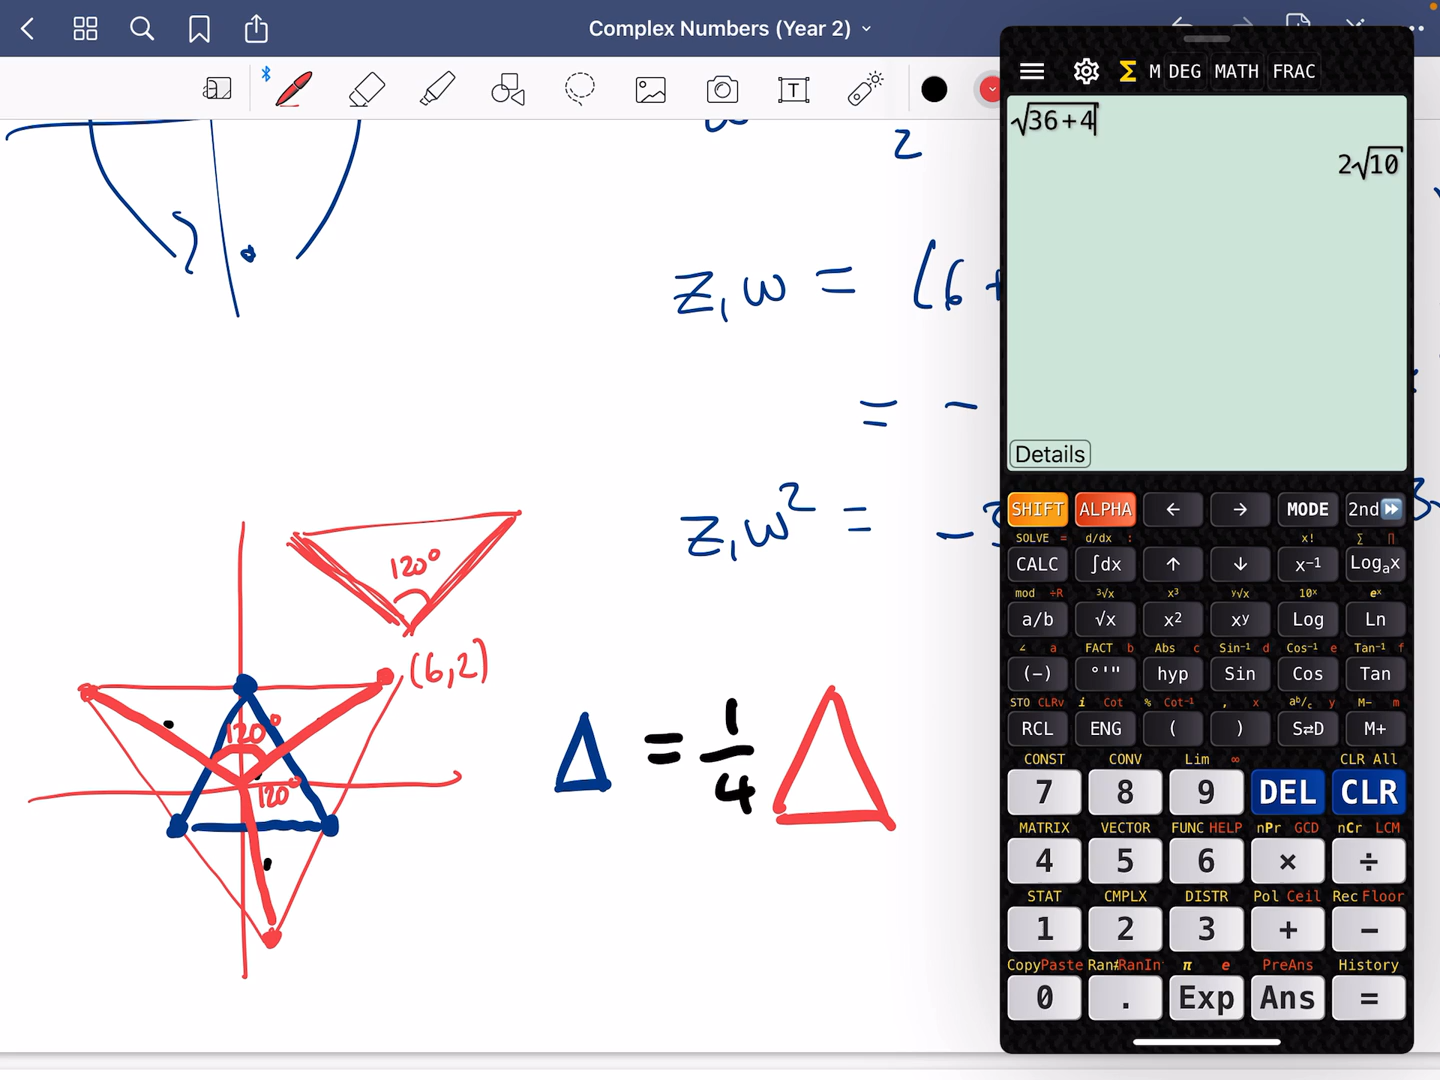 Complex Numbers (Year 2)
T
2
z₁w = (6 +
= -
z₁w² = -3
120°
(6,2)
120°
120°
Δ = 1/4 Δ
Σ M DEG MATH FRAC
√36+4
2√10
Details
SHIFT ALPHA ← → MODE 2nd
SOLVE = d/dx : x! ∑ ∏
CALC ∫dx ↑ ↓ x⁻¹ Logₐx
mod ÷R ³√x x³ ʸ√x 10ˣ eˣ
a/b √x x² xʸ Log Ln
∠ a FACT b Abs c Sin⁻¹ d Cos⁻¹ e Tan⁻¹ f
(−) °'" hyp Sin Cos Tan
STO CLRv i Cot % Cot⁻¹ , x aᵇ/c y M− m
RCL ENG ( ) S⇄D M+
CONST CONV Lim ∞ CLR All
7 8 9 DEL CLR
MATRIX VECTOR FUNC HELP nPr GCD nCr LCM
4 5 6 × ÷
STAT CMPLX DISTR Pol Ceil Rec Floor
1 2 3 + −
Copy Paste Ran# RanIn π e PreAns History
0 . Exp Ans =